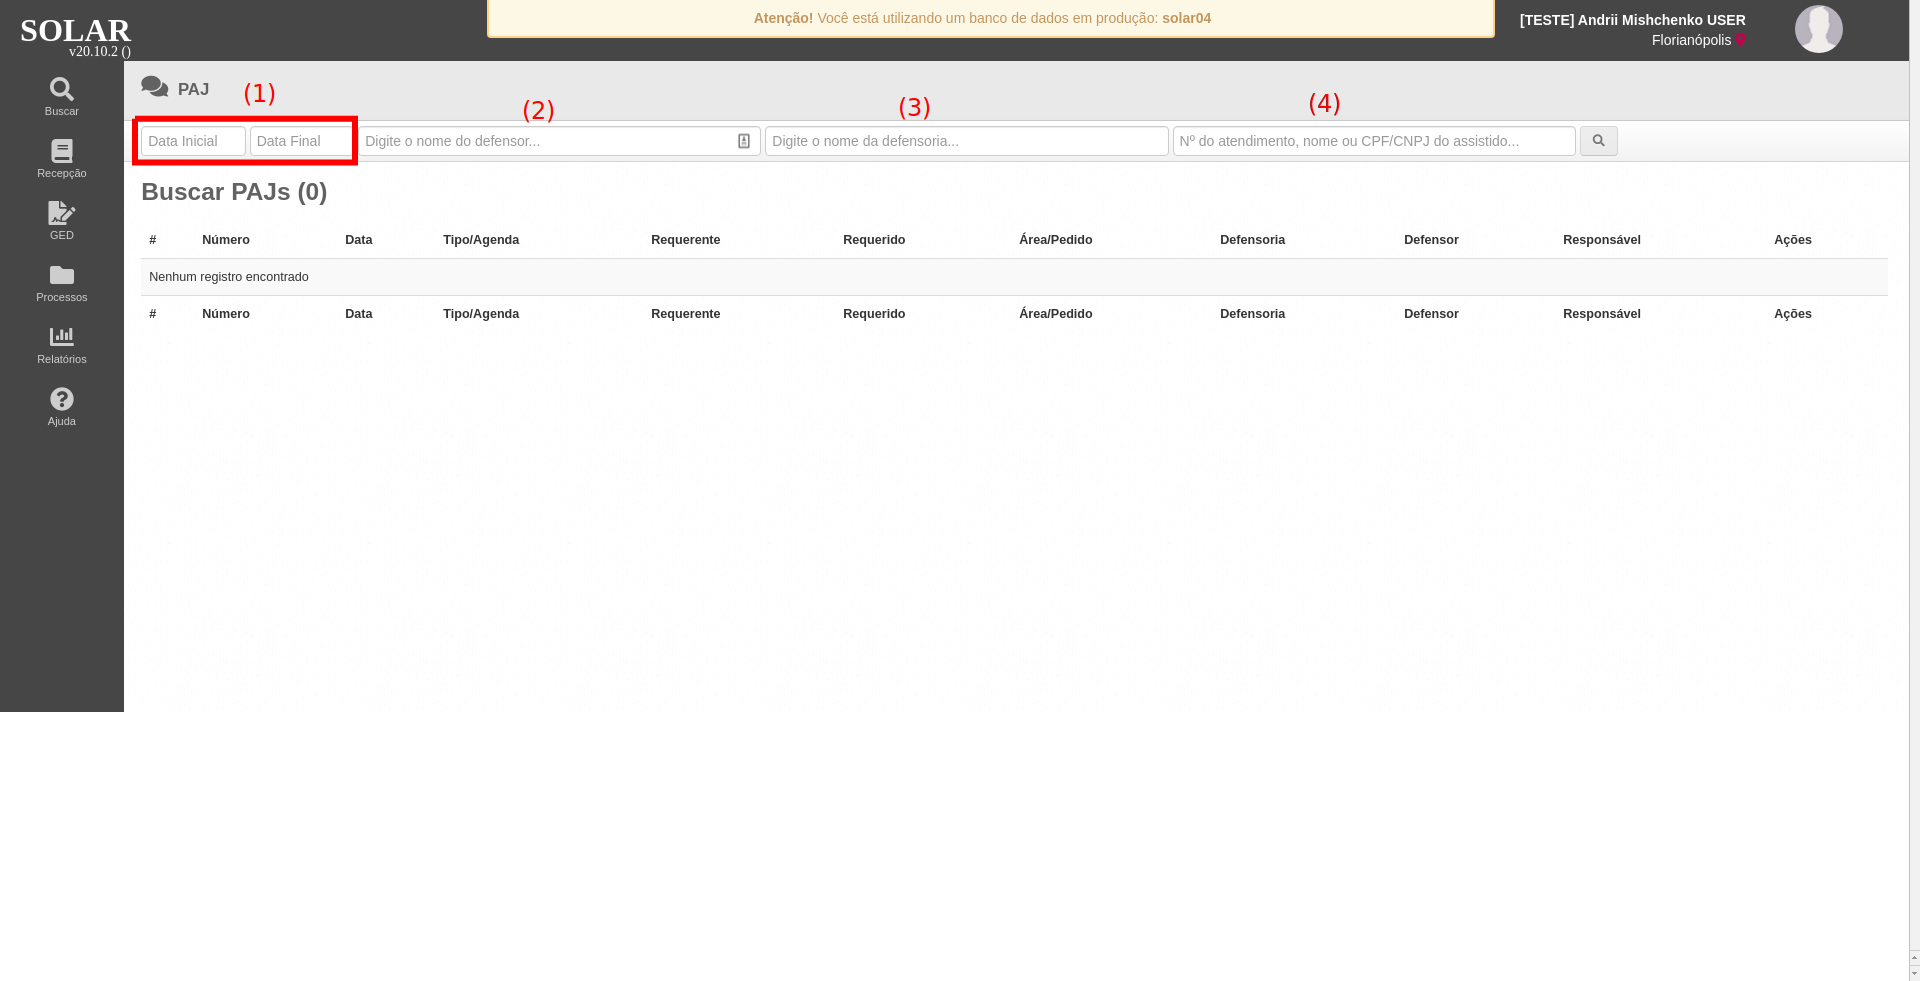 SOLAR
v20.10.2 ()
Atenção! Você está utilizando um banco de dados em produção: solar04
[TESTE] Andrii Mishchenko USER
Florianópolis
Buscar
Recepção
GED
Processos
Relatórios
Ajuda
PAJ
(1)
(2)
(3)
(4)
Data Inicial
Data Final
Digite o nome do defensor...
Digite o nome da defensoria...
Nº do atendimento, nome ou CPF/CNPJ do assistido...
Buscar PAJs (0)
# Número Data Tipo/Agenda Requerente Requerido Área/Pedido Defensoria Defensor Responsável Ações
Nenhum registro encontrado
# Número Data Tipo/Agenda Requerente Requerido Área/Pedido Defensoria Defensor Responsável Ações